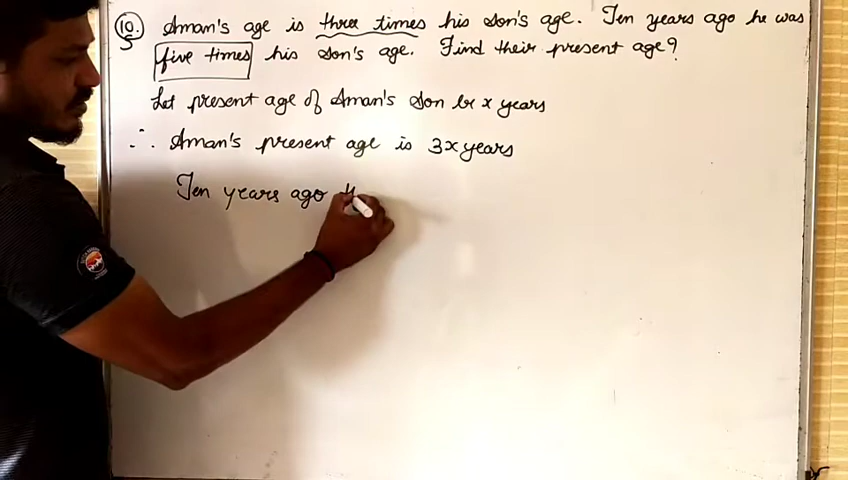 10. Aman's age is three times his son's age. Ten years ago he was
five times his son's age. Find their present age?
Let present age of Aman's Son be x years
∴ Aman's present age is 3x years
Ten years ago